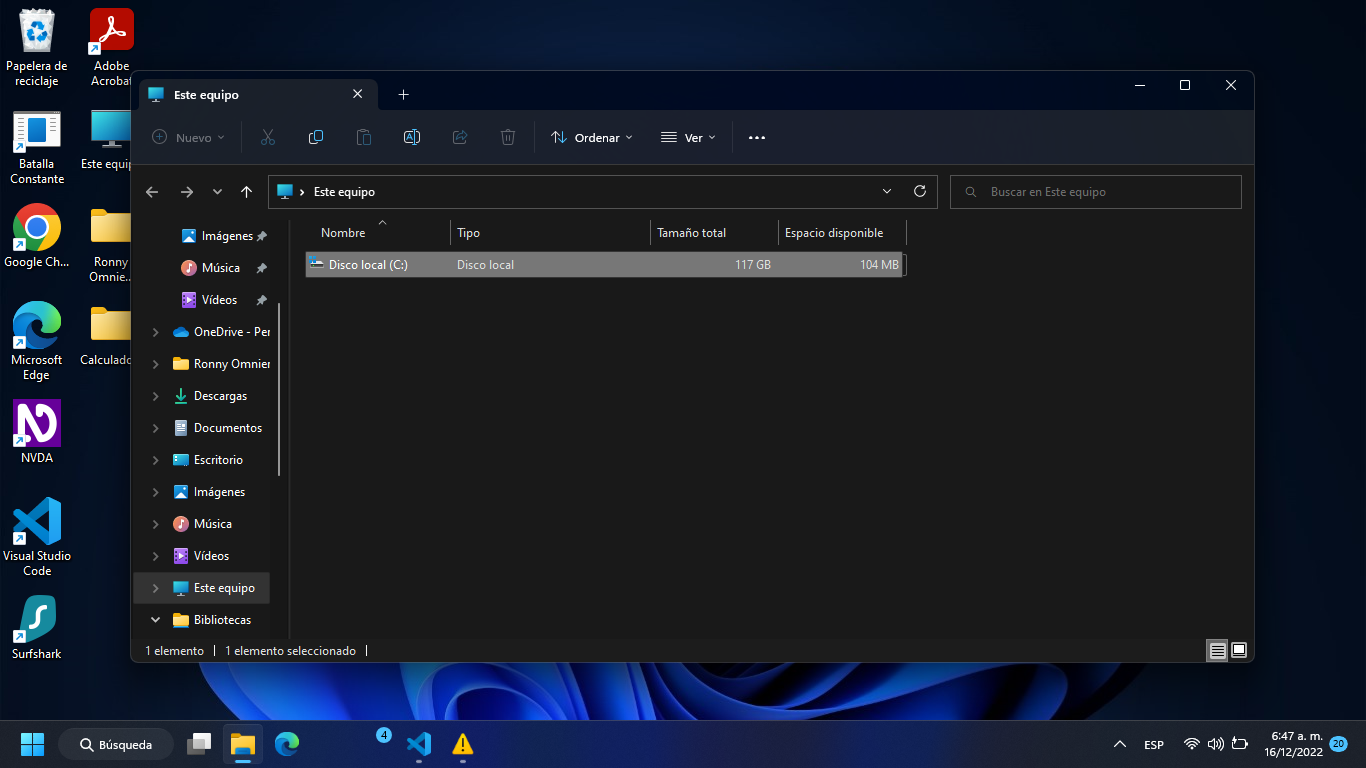 Papelera de
reciclaje
Adobe
Acrobat
Batalla
Constante
Este equip
Google Ch...
Ronny
Omnie...
Microsoft
Edge
Calculado
NVDA
Visual Studio
Code
Surfshark
Este equipo
Nuevo
Ordenar
Ver
Este equipo
Buscar en Este equipo
Imágenes
Música
Vídeos
OneDrive - Per
Ronny Omnier
Descargas
Documentos
Escritorio
Imágenes
Música
Vídeos
Este equipo
Bibliotecas
Nombre Tipo Tamaño total Espacio disponible
Disco local (C:) Disco local 117 GB 104 MB
1 elemento 1 elemento seleccionado
Búsqueda
4
ESP
6:47 a. m.
16/12/2022
20